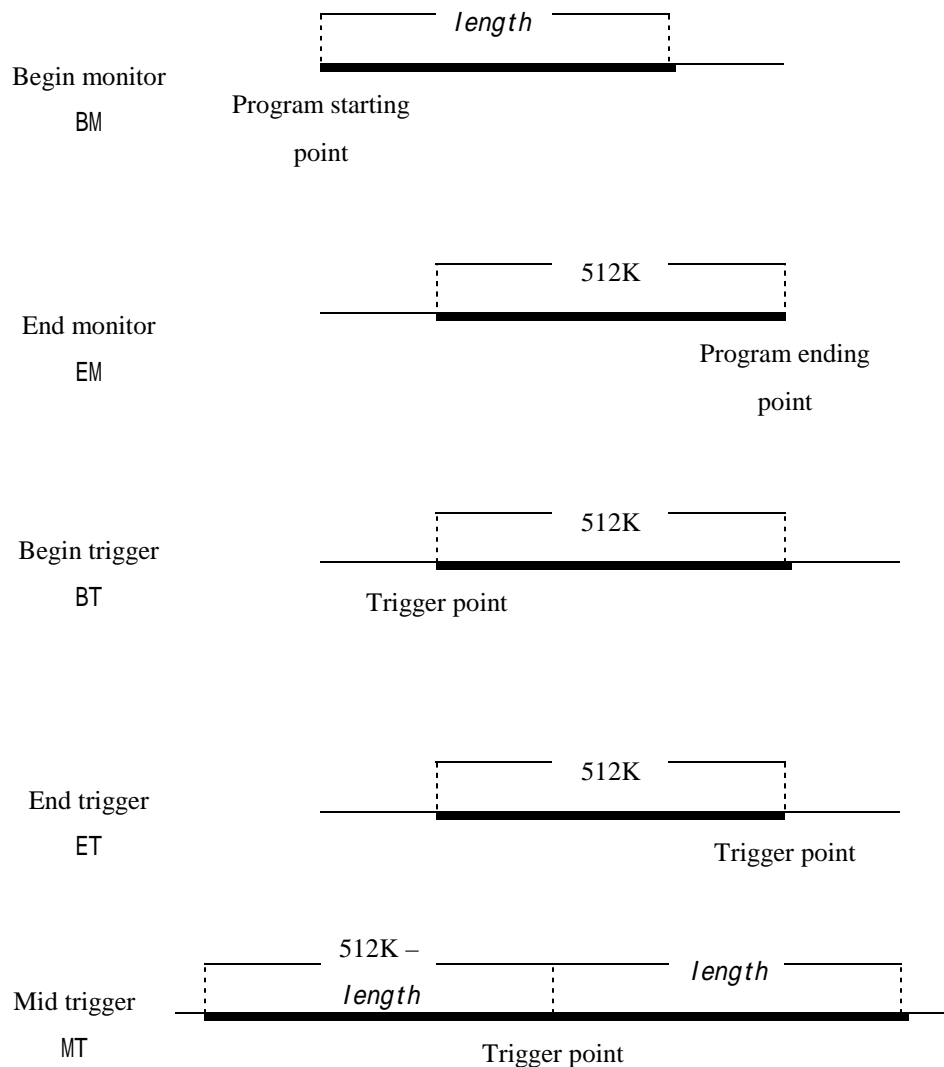 length
Begin monitor
BM
Program starting
point
512K
End monitor
EM
Program ending
point
512K
Begin trigger
BT
Trigger point
512K
End trigger
ET
Trigger point
512K –
length
length
Mid trigger
MT
Trigger point